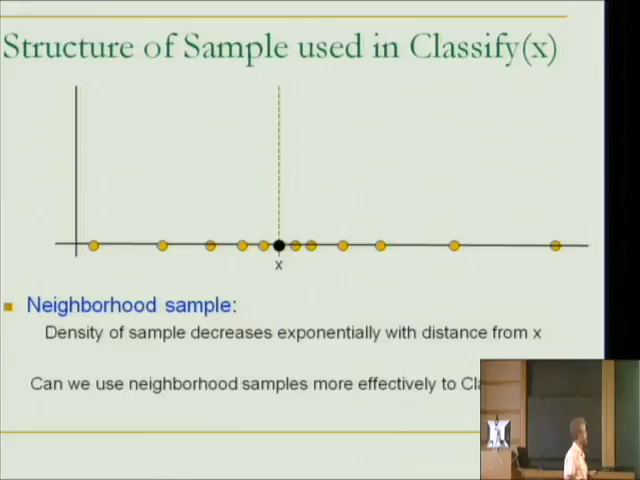 Structure of Sample used in Classify(x)
x
Neighborhood sample:
Density of sample decreases exponentially with distance from x
Can we use neighborhood samples more effectively to